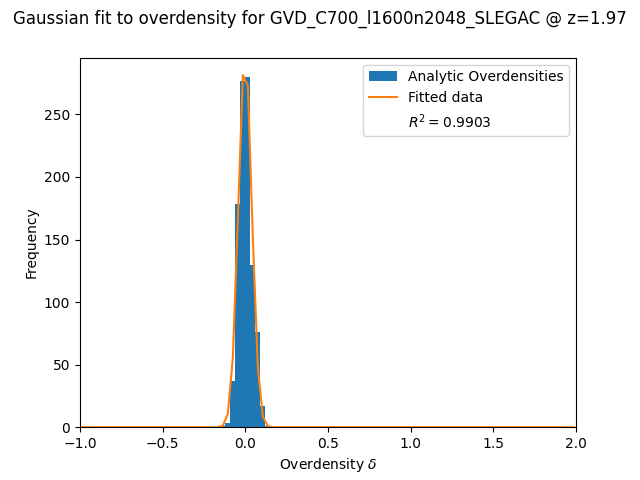 Gaussian fit to overdensity for GVD_C700_l1600n2048_SLEGAC @ z=1.97
Analytic Overdensities
Fitted data
R² = 0.9903
250
200
150
100
50
0
Frequency
−1.0 −0.5 0.0 0.5 1.0 1.5 2.0
Overdensity δ